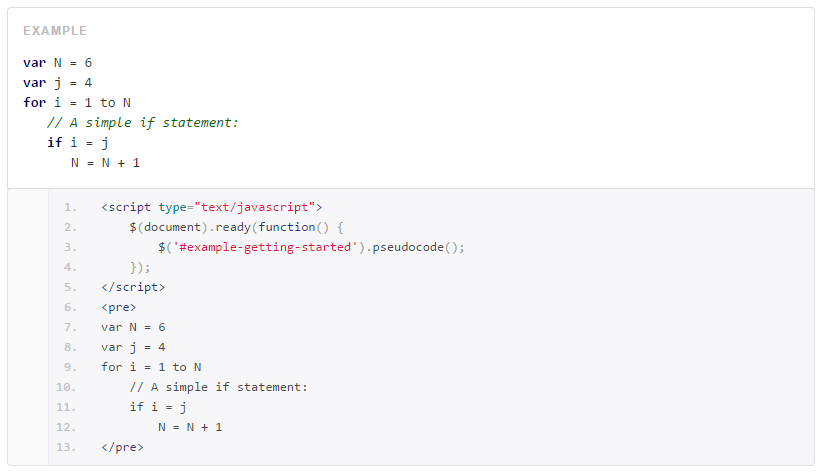 EXAMPLE
var N = 6
var j = 4
for i = 1 to N
    // A simple if statement:
    if i = j
        N = N + 1
1. <script type="text/javascript">
2.     $(document).ready(function() {
3.         $('#example-getting-started').pseudocode();
4.     });
5. </script>
6. <pre>
7. var N = 6
8. var j = 4
9. for i = 1 to N
10.     // A simple if statement:
11.     if i = j
12.         N = N + 1
13. </pre>